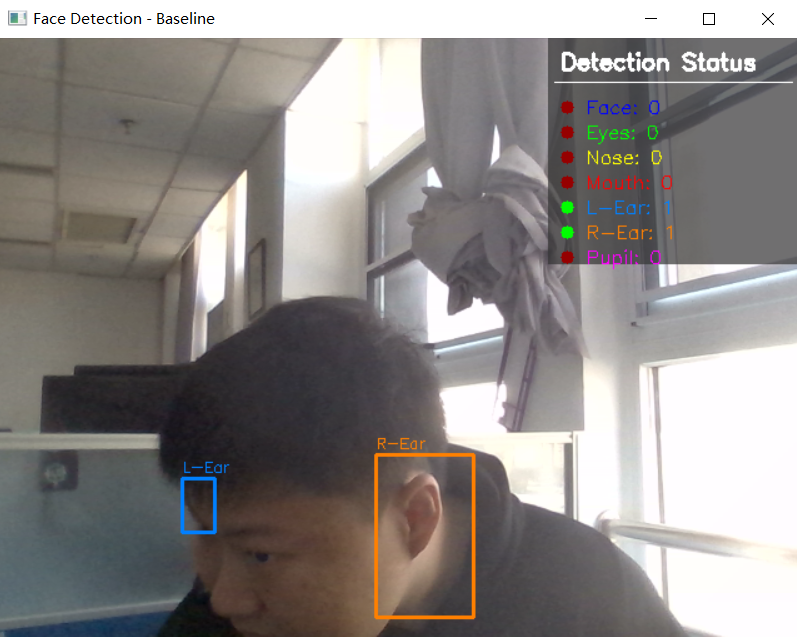 Face Detection - Baseline
Detection Status
Face: 0
Eyes: 0
Nose: 0
Mouth: 0
L-Ear: 1
R-Ear: 1
Pupil: 0
R-Ear
L-Ear